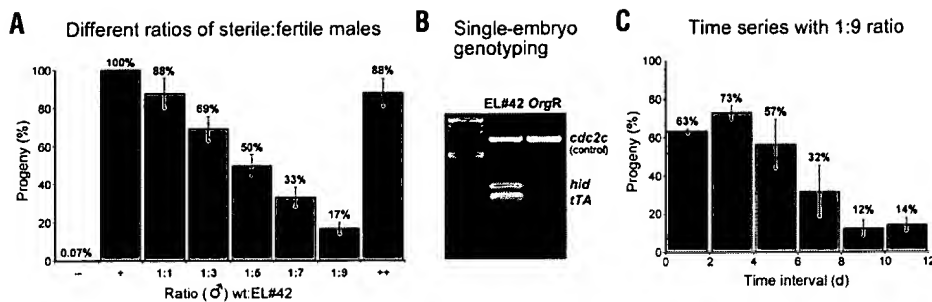 A
Different ratios of sterile:fertile males
Progeny (%)
100
80
60
40
20
0
0.07%
100%
88%
69%
50%
33%
17%
88%
--
+
1:1
1:3
1:5
1:7
1:9
++
Ratio (♂) wt:EL#42
B
Single-embryo
genotyping
EL#42 OrgR
cdc2c
(control)
hid
tTA
C
Time series with 1:9 ratio
Progeny (%)
100
80
60
40
20
0
63%
73%
57%
32%
12%
14%
0
2
4
6
8
10
12
Time interval (d)